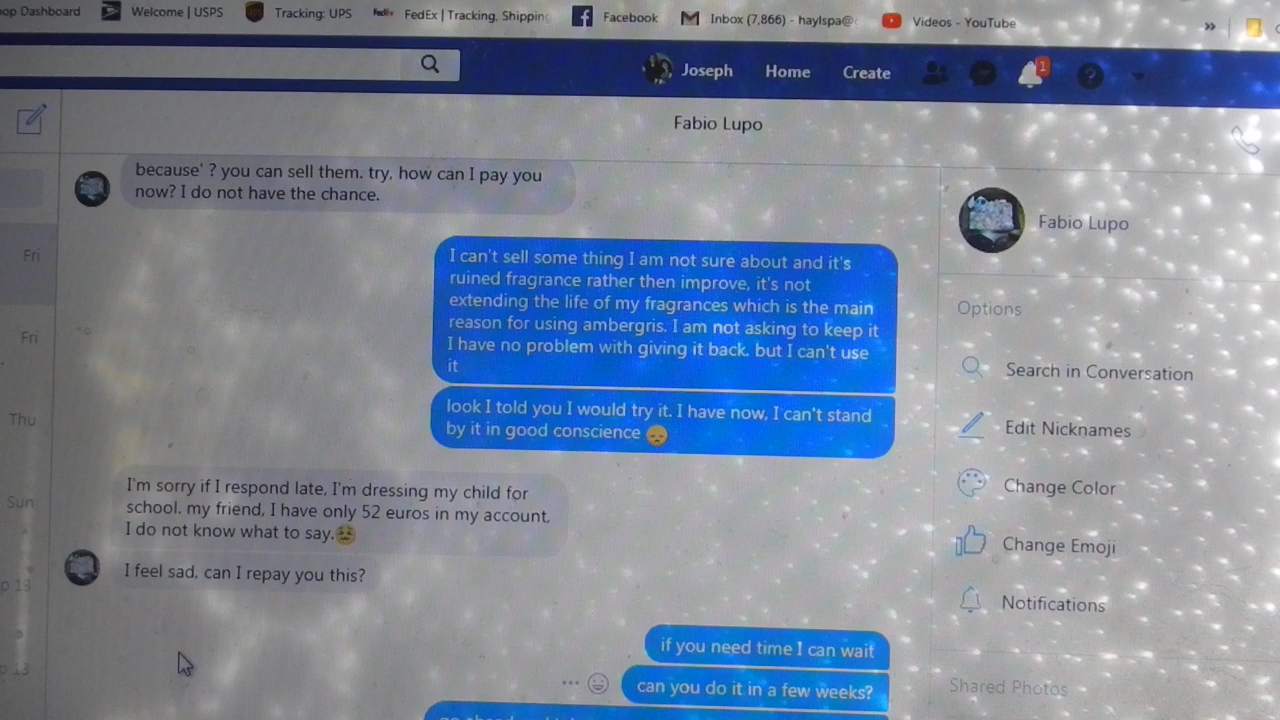 op Dashboard
Welcome | USPS
Tracking: UPS
FedEx
FedEx | Tracking, Shipping
Facebook
Inbox (7,866) - haylspa@
Videos - YouTube
»
Joseph
Home
Create
1
?
Fabio Lupo
because' ? you can sell them. try. how can I pay you
now? I do not have the chance.
Fabio Lupo
Fri
I can't sell some thing I am not sure about and it's
ruined fragrance rather then improve, it's not
extending the life of my fragrances which is the main
reason for using ambergris. I am not asking to keep it
I have no problem with giving it back. but I can't use
it
Options
Fri
Search in Conversation
look I told you I would try it. I have now, I can't stand
by it in good conscience
Thu
Edit Nicknames
Change Color
I'm sorry if I respond late, I'm dressing my child for
school. my friend, I have only 52 euros in my account,
I do not know what to say.
Sun
Change Emoji
I feel sad, can I repay you this?
p 13
Notifications
if you need time I can wait
can you do it in a few weeks?
p 13
Shared Photos